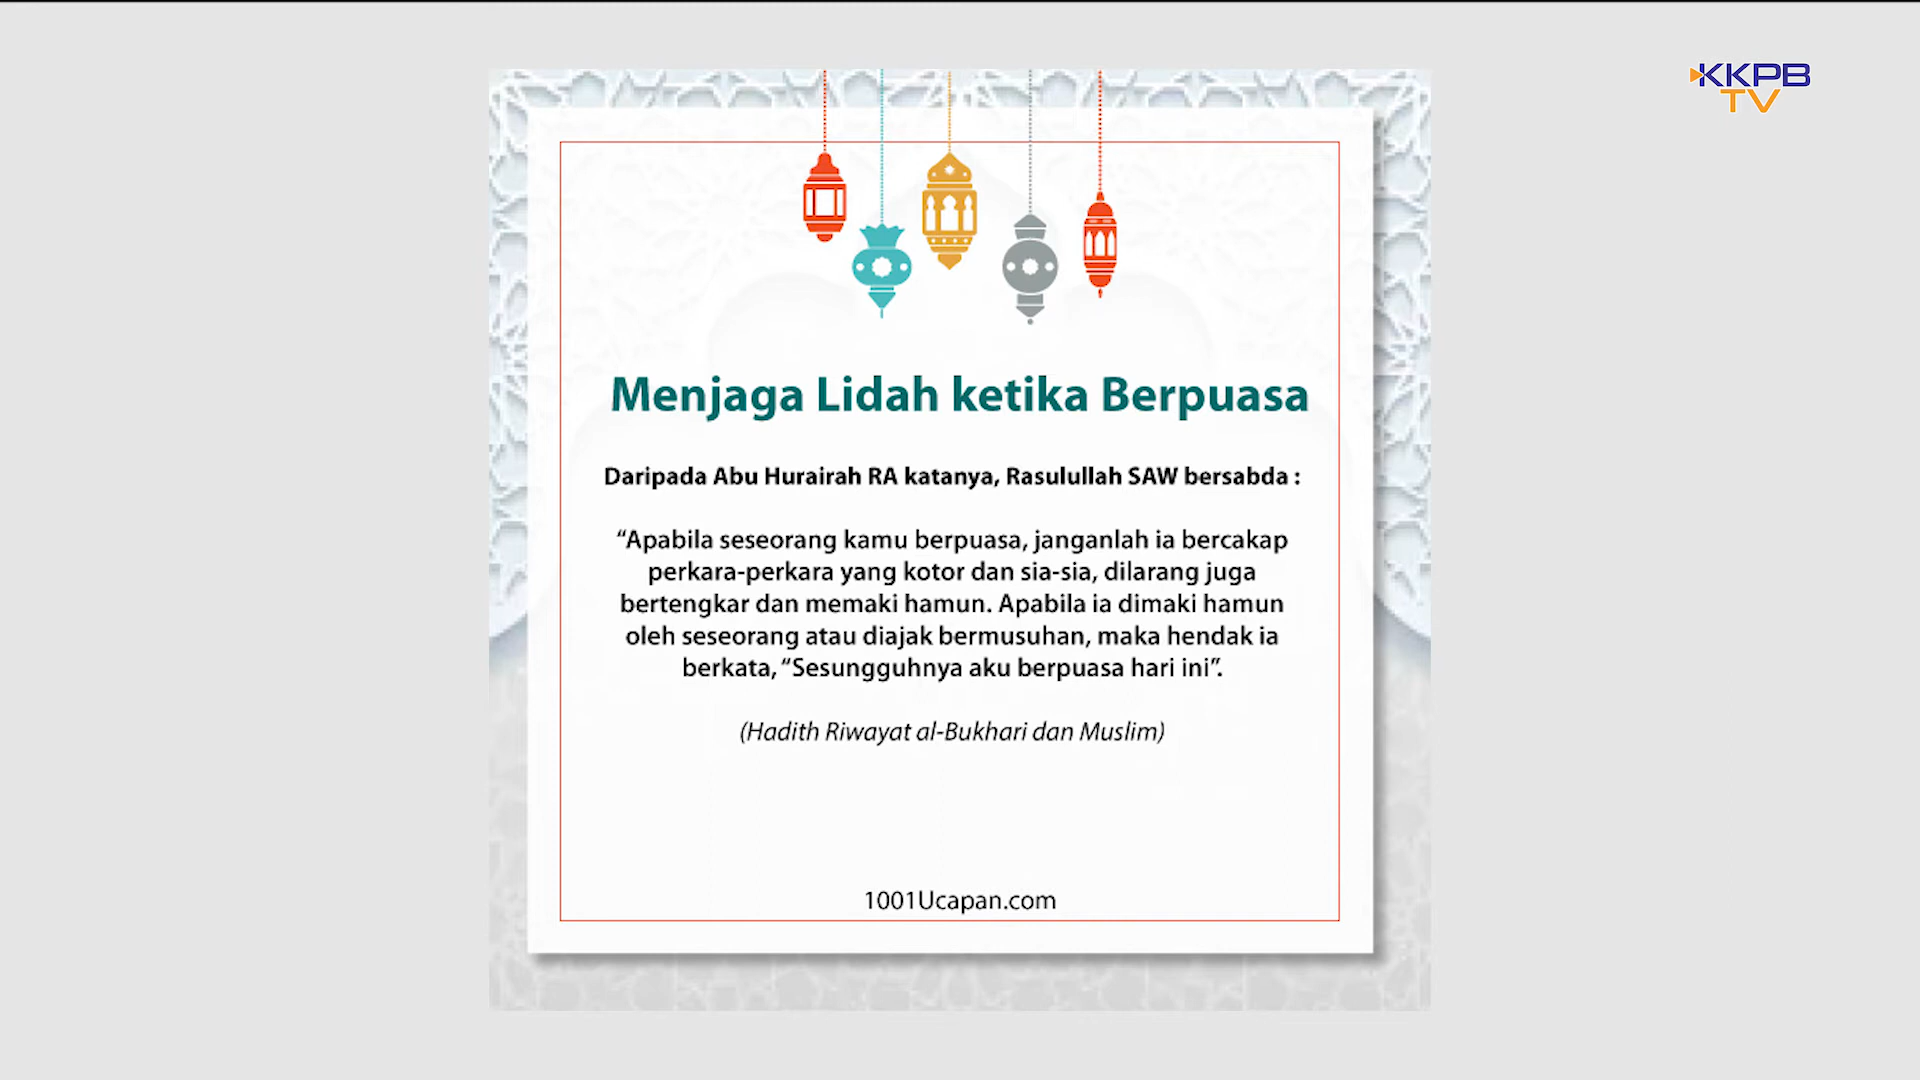 KKPB
TV
Menjaga Lidah ketika Berpuasa
Daripada Abu Hurairah RA katanya, Rasulullah SAW bersabda :
“Apabila seseorang kamu berpuasa, janganlah ia bercakap
perkara-perkara yang kotor dan sia-sia, dilarang juga
bertengkar dan memaki hamun. Apabila ia dimaki hamun
oleh seseorang atau diajak bermusuhan, maka hendak ia
berkata, “Sesungguhnya aku berpuasa hari ini”.
(Hadith Riwayat al-Bukhari dan Muslim)
1001Ucapan.com